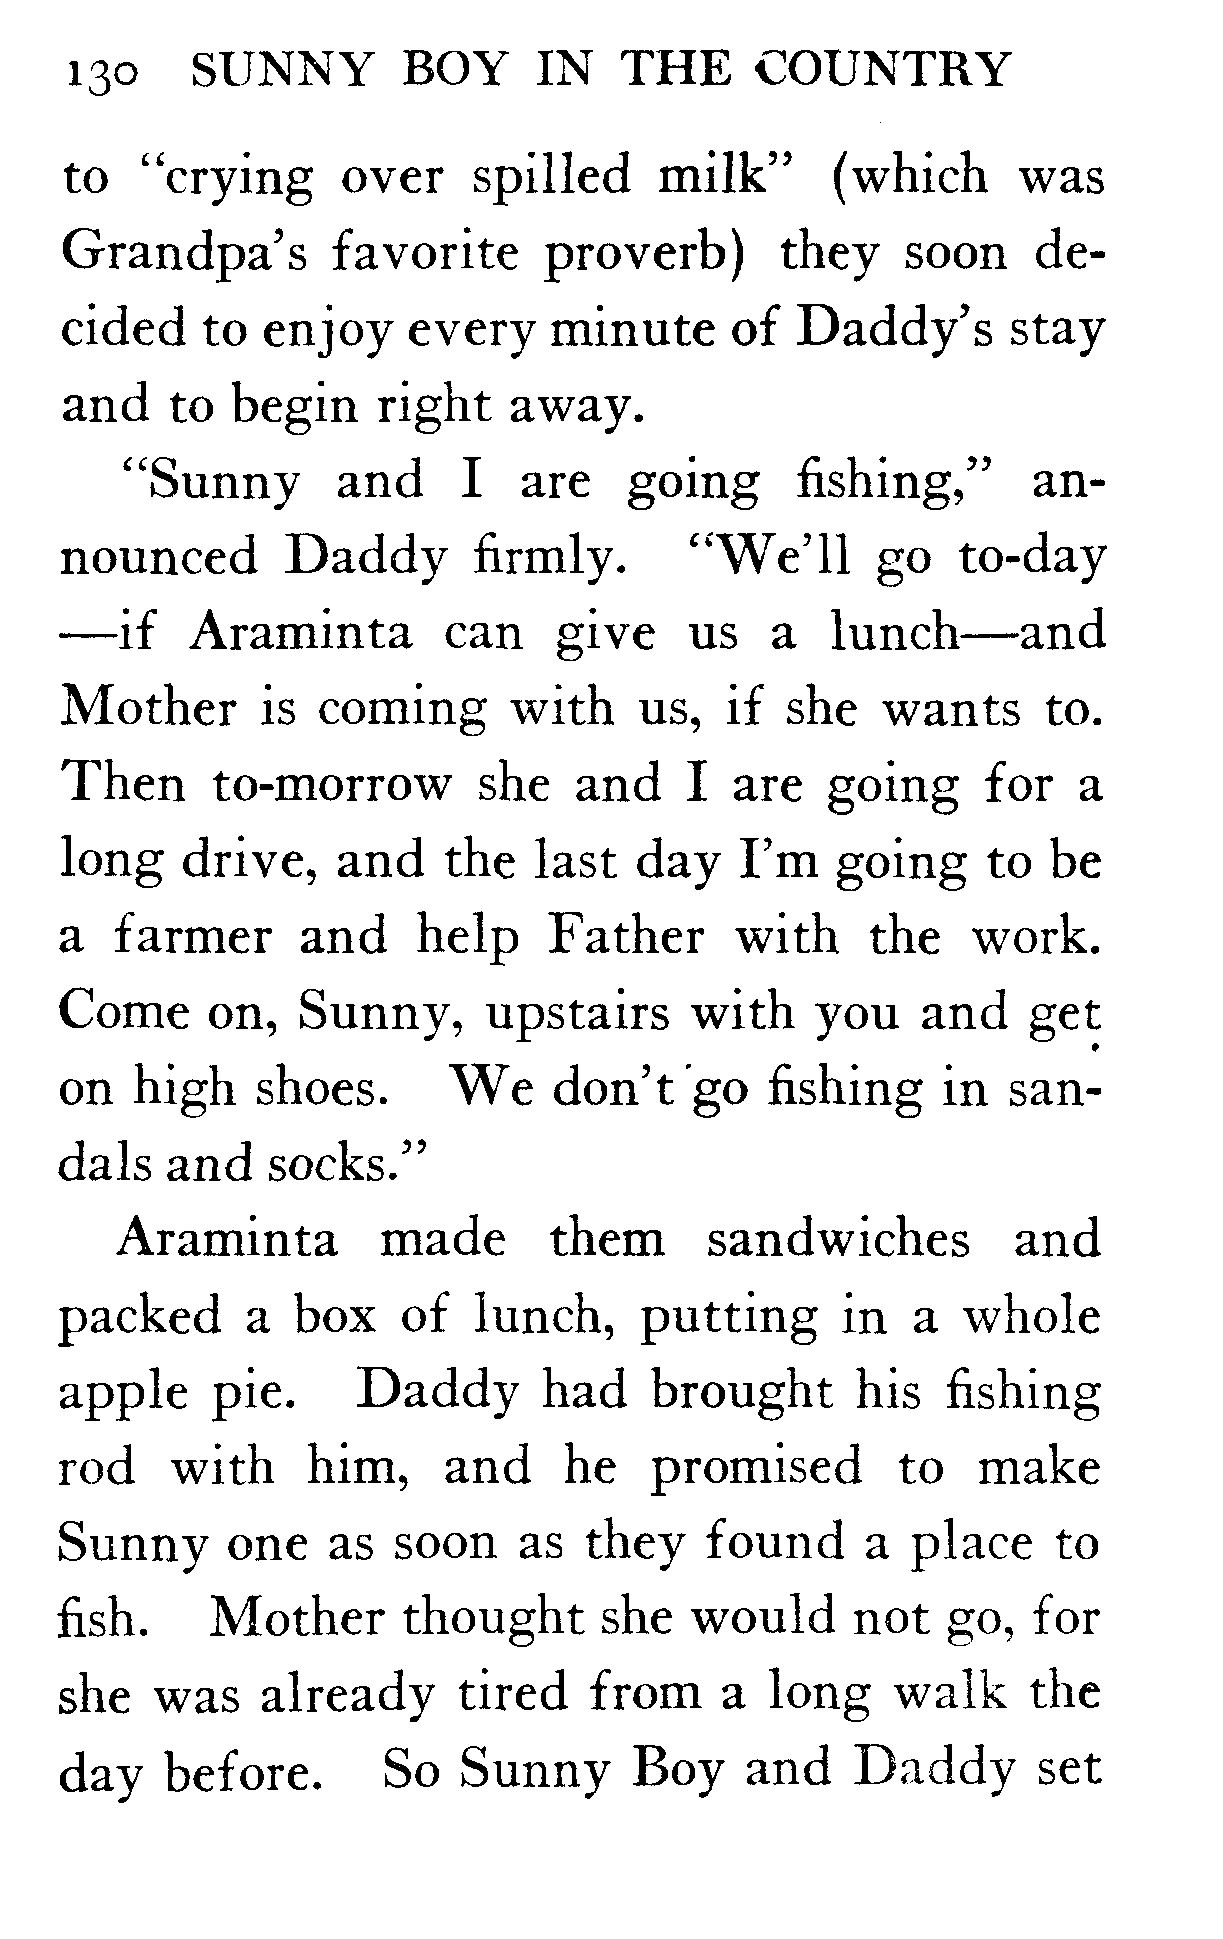 130 SUNNY BOY IN THE COUNTRY
to “crying over spilled milk” (which was
Grandpa’s favorite proverb) they soon de-
cided to enjoy every minute of Daddy’s stay
and to begin right away.
“Sunny and I are going fishing,” an-
nounced Daddy firmly. “We’ll go to-day
—if Araminta can give us a lunch—and
Mother is coming with us, if she wants to.
Then to-morrow she and I are going for a
long drive, and the last day I’m going to be
a farmer and help Father with the work.
Come on, Sunny, upstairs with you and get
on high shoes. We don’t go fishing in san-
dals and socks.”
Araminta made them sandwiches and
packed a box of lunch, putting in a whole
apple pie. Daddy had brought his fishing
rod with him, and he promised to make
Sunny one as soon as they found a place to
fish. Mother thought she would not go, for
she was already tired from a long walk the
day before. So Sunny Boy and Daddy set